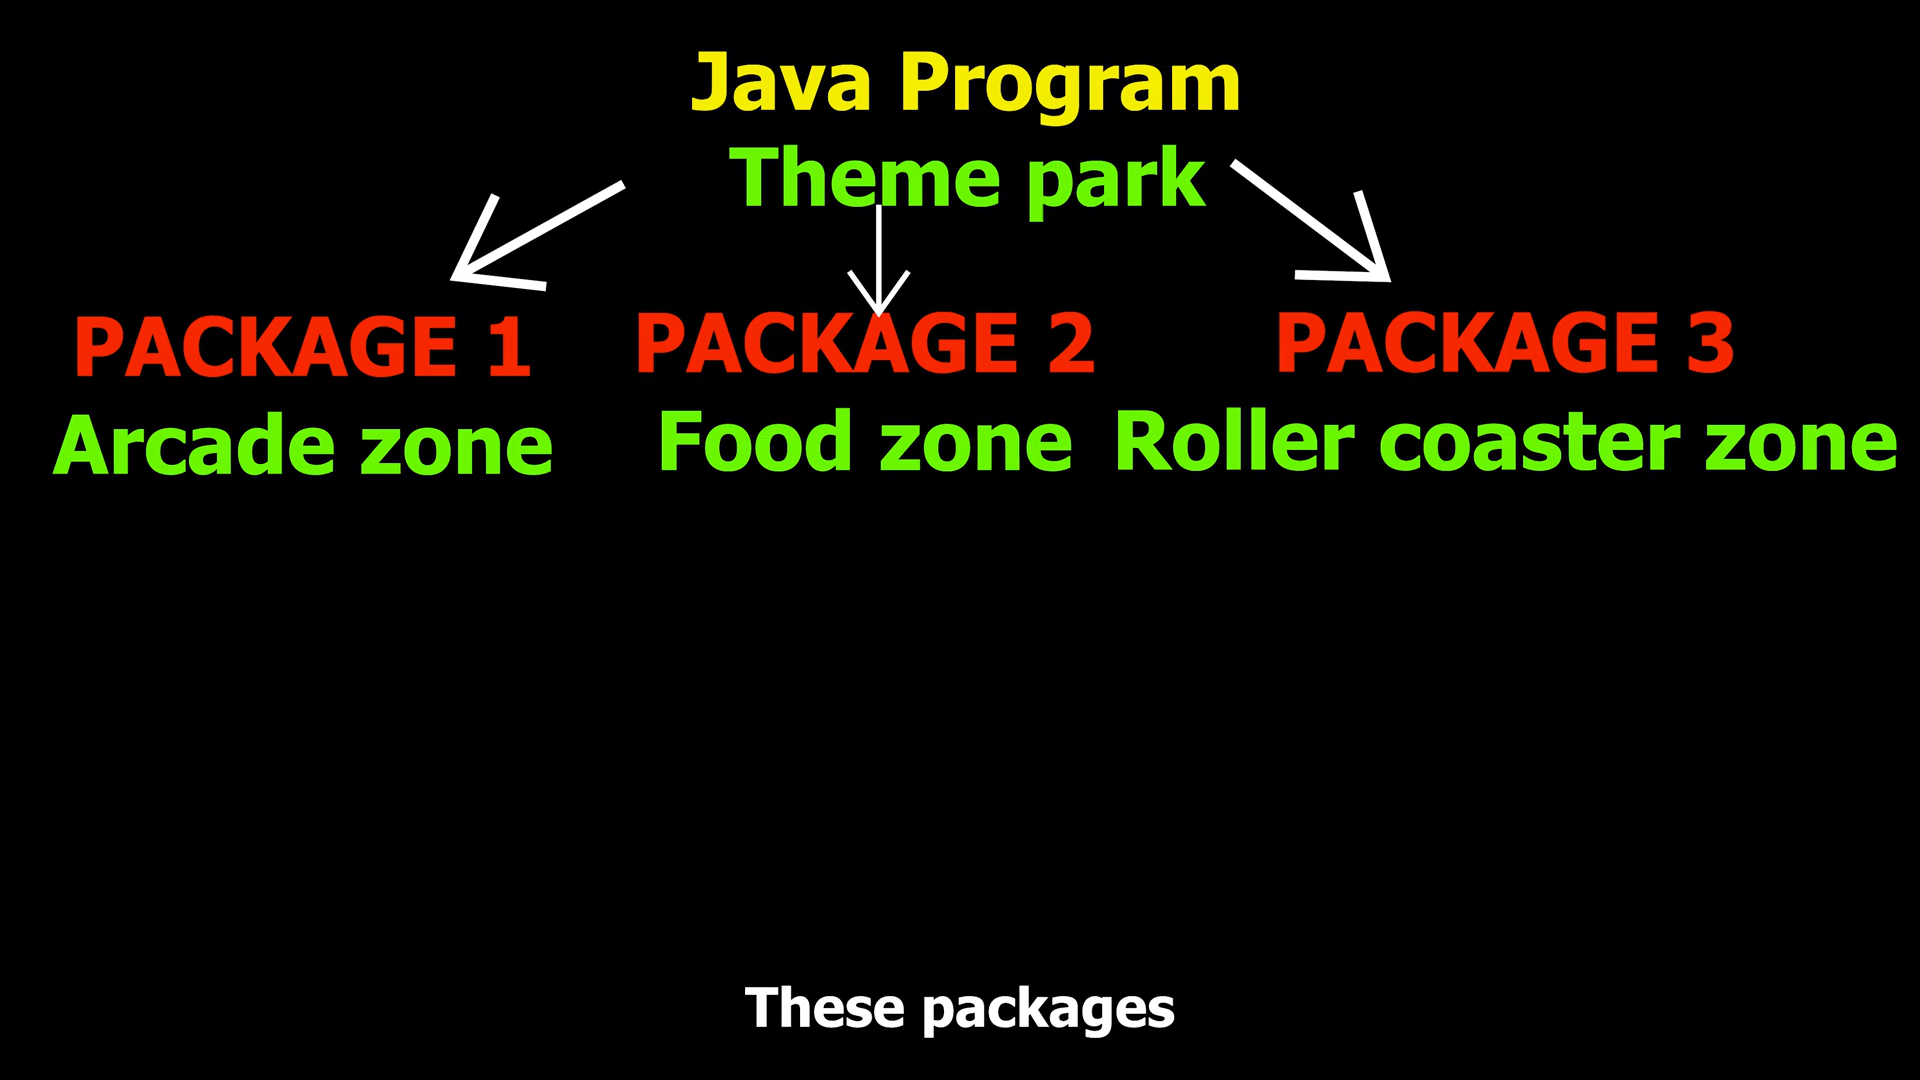 Java Program
Theme park
PACKAGE 1
PACKAGE 2
PACKAGE 3
Arcade zone
Food zone
Roller coaster zone
These packages